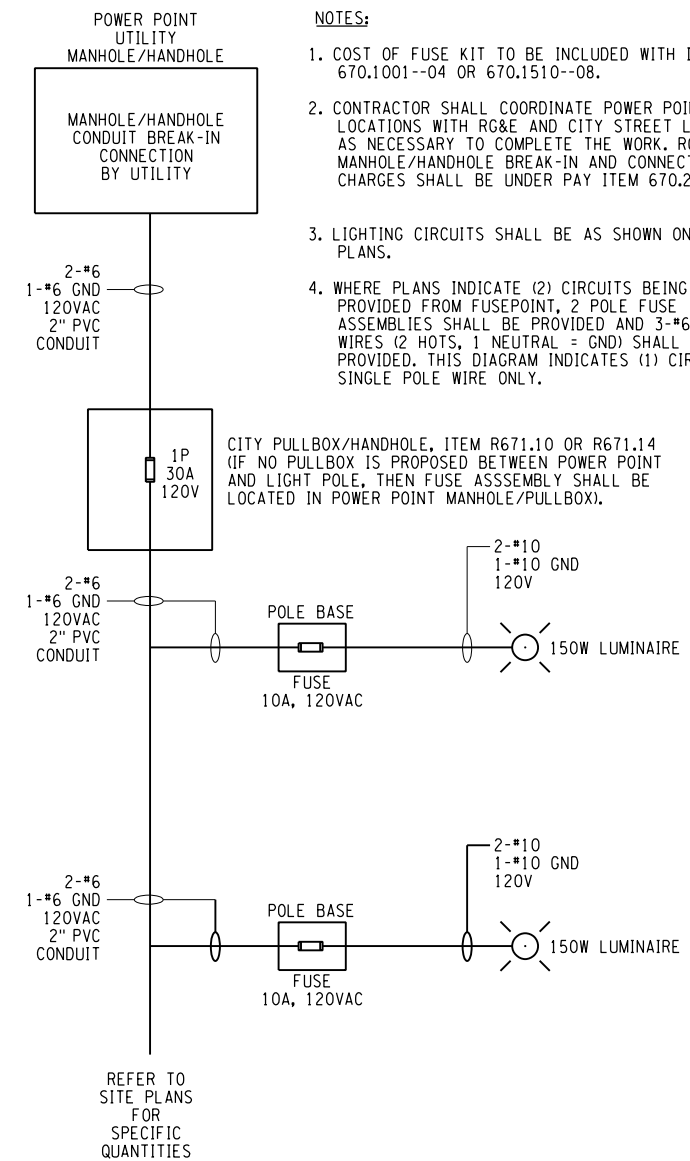 POWER POINT
UTILITY
MANHOLE/HANDHOLE
MANHOLE/HANDHOLE
CONDUIT BREAK-IN
CONNECTION
BY UTILITY
NOTES:
1. COST OF FUSE KIT TO BE INCLUDED WITH
670.1001--04 OR 670.1510--08.
2. CONTRACTOR SHALL COORDINATE POWER
LOCATIONS WITH RG&E AND CITY STREET
AS NECESSARY TO COMPLETE THE WORK.
MANHOLE/HANDHOLE BREAK-IN AND
CHARGES SHALL BE UNDER PAY ITEM
3. LIGHTING CIRCUITS SHALL BE AS SHOWN ON
PLANS.
4. WHERE PLANS INDICATE (2) CIRCUITS BEING
PROVIDED FROM FUSEPOINT, 2 POLE FUSE
ASSEMBLIES SHALL BE PROVIDED AND 3-#6
WIRES (2 HOTS, 1 NEUTRAL = GND) SHALL
PROVIDED. THIS DIAGRAM INDICATES (1)
SINGLE POLE WIRE ONLY.
2-#6
1-#6 GND
120VAC
2" PVC
CONDUIT
1P
30A
120V
CITY PULLBOX/HANDHOLE, ITEM R671.10 OR R671.14
(IF NO PULLBOX IS PROPOSED BETWEEN POWER POINT
AND LIGHT POLE, THEN FUSE ASSSEMBLY SHALL BE
LOCATED IN POWER POINT MANHOLE/PULLBOX).
2-#6
1-#6 GND
120VAC
2" PVC
CONDUIT
POLE BASE
FUSE
10A, 120VAC
2-#10
1-#10 GND
120V
150W LUMINAIRE
2-#6
1-#6 GND
120VAC
2" PVC
CONDUIT
POLE BASE
FUSE
10A, 120VAC
2-#10
1-#10 GND
120V
150W LUMINAIRE
REFER TO
SITE PLANS
FOR
SPECIFIC
QUANTITIES